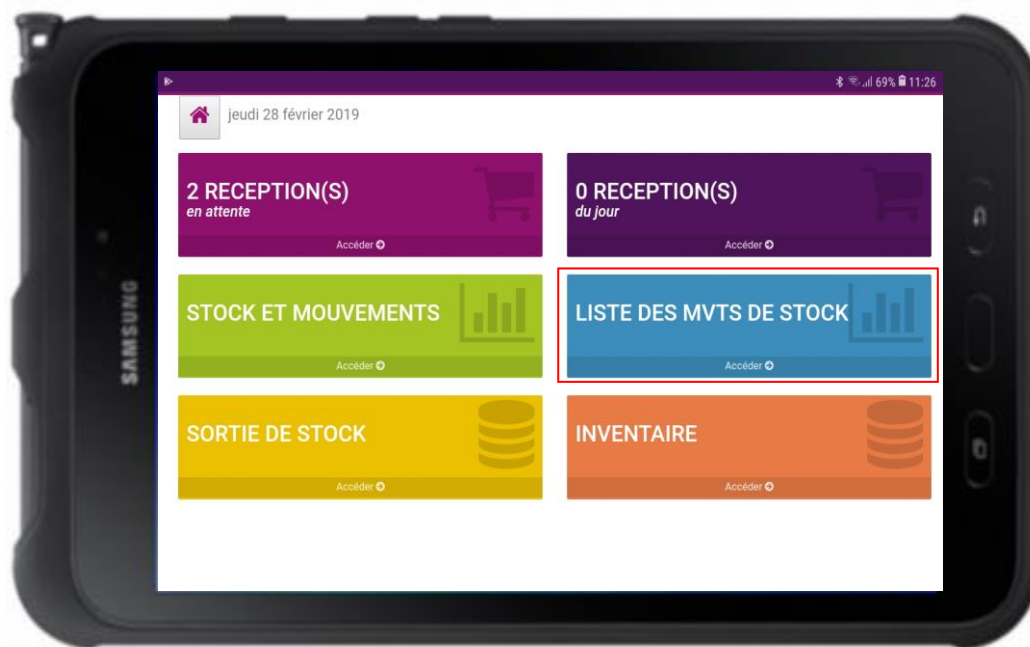 69% 11:26
jeudi 28 février 2019
2 RECEPTION(S)
en attente
Accéder
0 RECEPTION(S)
du jour
Accéder
STOCK ET MOUVEMENTS
Accéder
LISTE DES MVTS DE STOCK
Accéder
SORTIE DE STOCK
Accéder
INVENTAIRE
Accéder
SAMSUNG